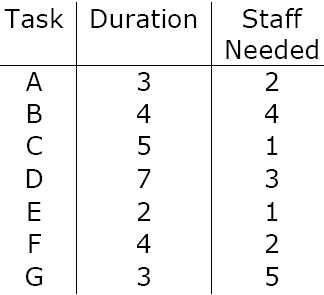 Task Duration Staff Needed
A 3 2
B 4 4
C 5 1
D 7 3
E 2 1
F 4 2
G 3 5